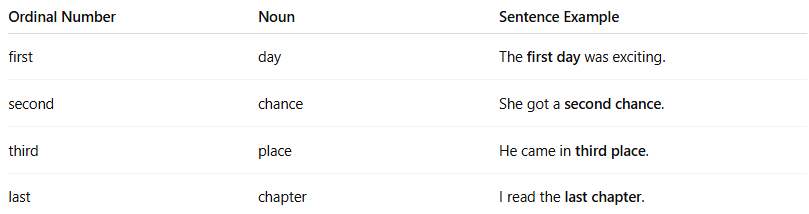 Ordinal Number Noun Sentence Example
first day The first day was exciting.
second chance She got a second chance.
third place He came in third place.
last chapter I read the last chapter.